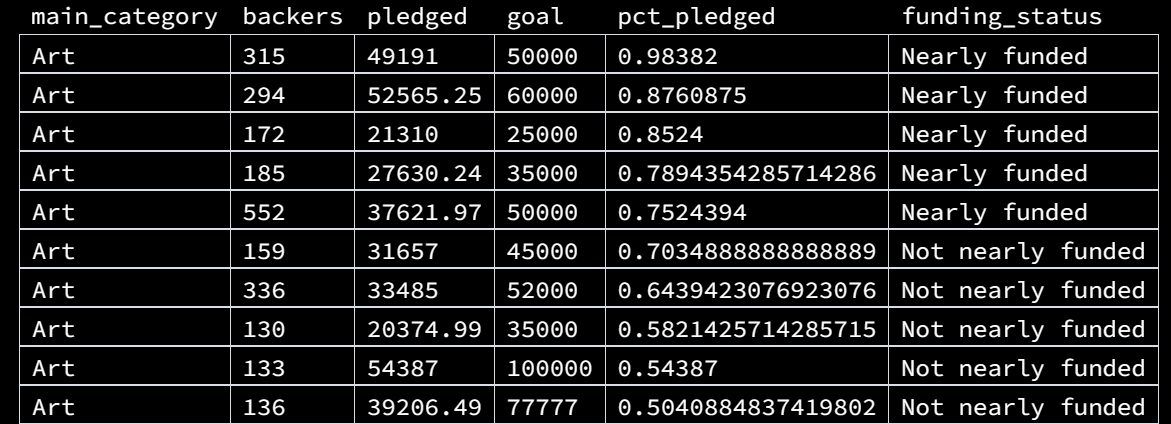 main_category backers pledged goal pct_pledged funding_status
Art 315 49191 50000 0.98382 Nearly funded
Art 294 52565.25 60000 0.8760875 Nearly funded
Art 172 21310 25000 0.8524 Nearly funded
Art 185 27630.24 35000 0.7894354285714286 Nearly funded
Art 552 37621.97 50000 0.7524394 Nearly funded
Art 159 31657 45000 0.7034888888888889 Not nearly funded
Art 336 33485 52000 0.6439423076923076 Not nearly funded
Art 130 20374.99 35000 0.5821425714285715 Not nearly funded
Art 133 54387 100000 0.54387 Not nearly funded
Art 136 39206.49 77777 0.5040884837419802 Not nearly funded